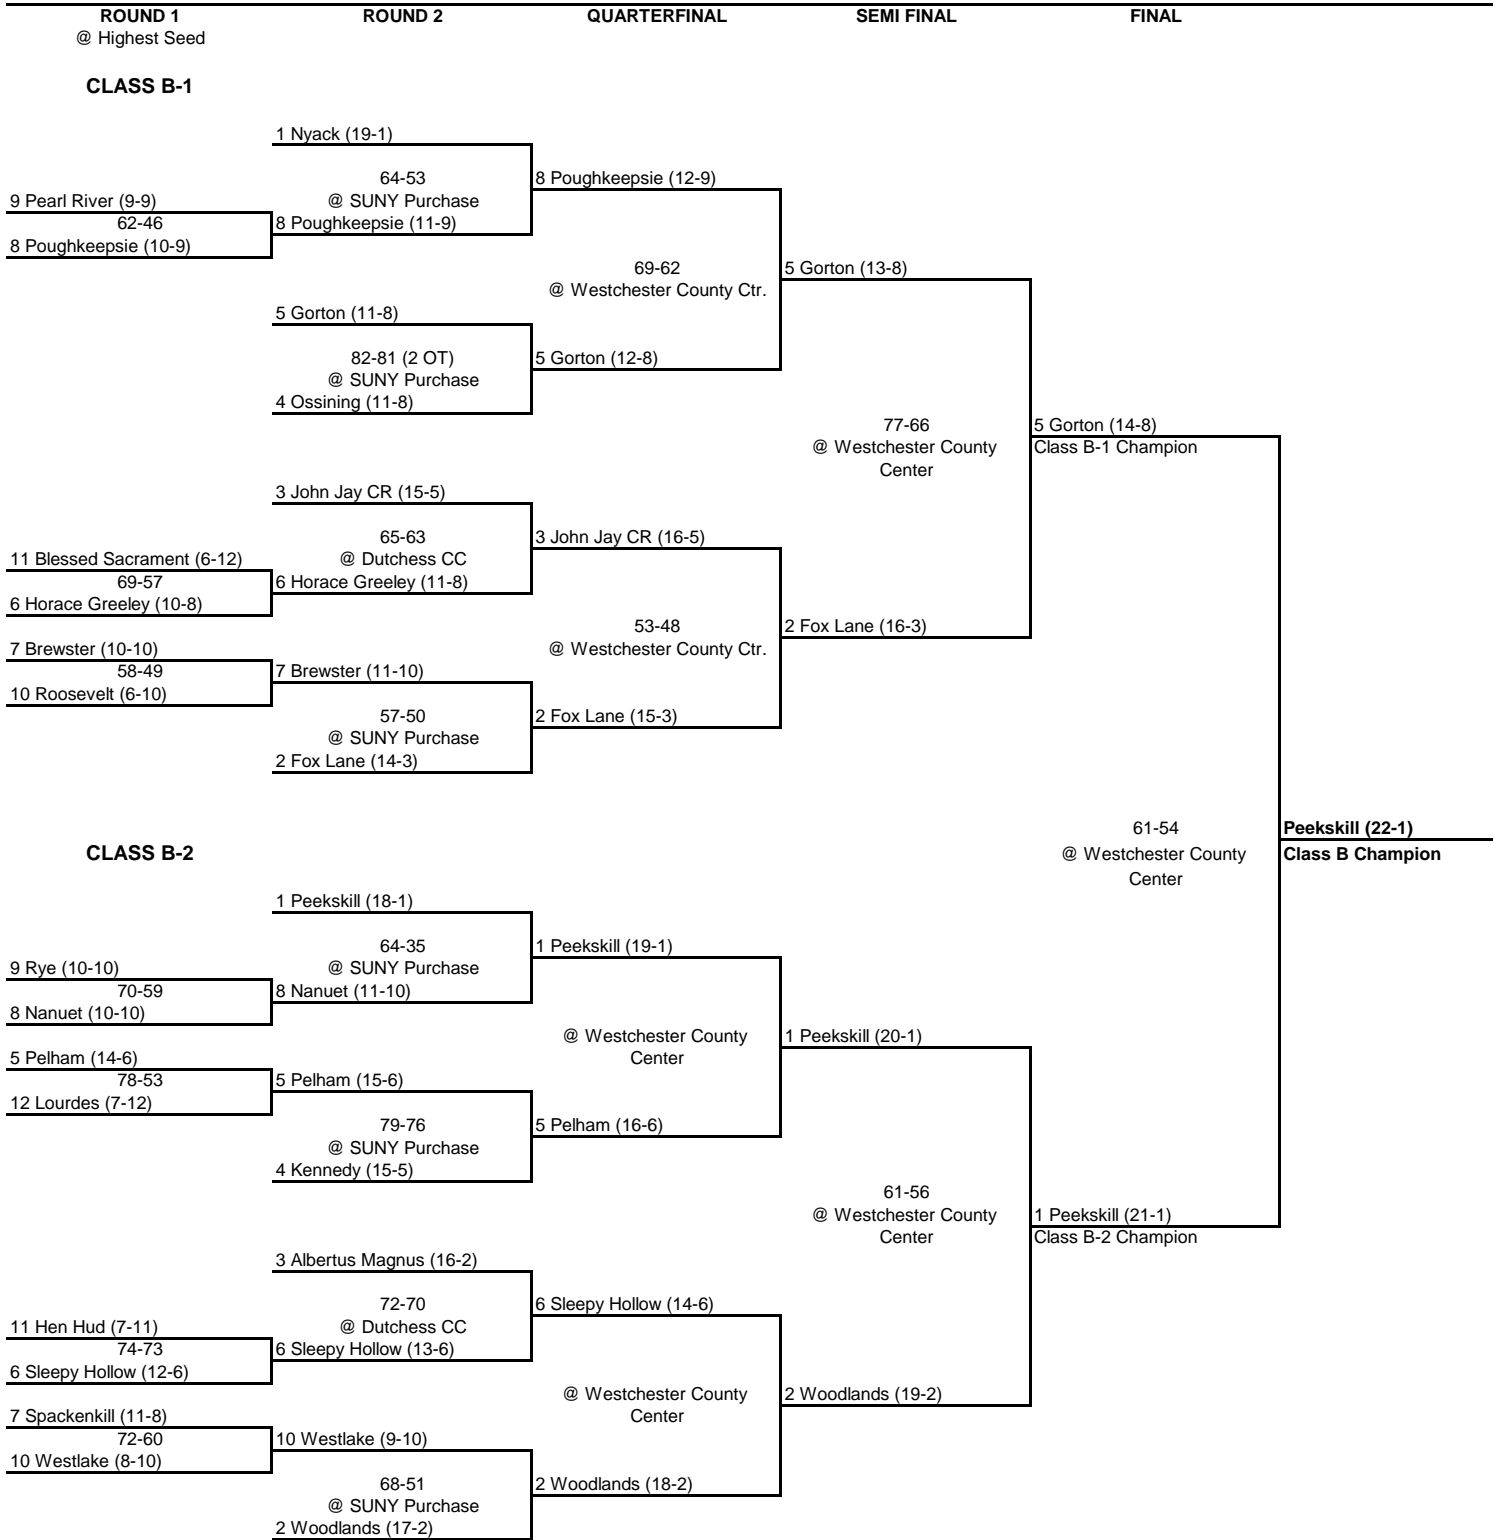 ROUND 1 ROUND 2 QUARTERFINAL SEMI FINAL FINAL
@ Highest Seed
CLASS B-1
1 Nyack (19-1)
64-53 8 Poughkeepsie (12-9)
9 Pearl River (9-9) @ SUNY Purchase
62-46 8 Poughkeepsie (11-9)
8 Poughkeepsie (10-9)
69-62 5 Gorton (13-8)
@ Westchester County Ctr.
5 Gorton (11-8)
82-81 (2 OT) 5 Gorton (12-8)
@ SUNY Purchase
4 Ossining (11-8)
77-66 5 Gorton (14-8)
@ Westchester County Class B-1 Champion
Center
3 John Jay CR (15-5)
65-63 3 John Jay CR (16-5)
11 Blessed Sacrament (6-12) @ Dutchess CC
69-57 6 Horace Greeley (11-8)
6 Horace Greeley (10-8)
53-48 2 Fox Lane (16-3)
7 Brewster (10-10) @ Westchester County Ctr.
58-49 7 Brewster (11-10)
10 Roosevelt (6-10)
57-50 2 Fox Lane (15-3)
@ SUNY Purchase
2 Fox Lane (14-3)
61-54 Peekskill (22-1)
CLASS B-2 @ Westchester County Class B Champion
Center
1 Peekskill (18-1)
64-35 1 Peekskill (19-1)
9 Rye (10-10) @ SUNY Purchase
70-59 8 Nanuet (11-10)
8 Nanuet (10-10)
@ Westchester County 1 Peekskill (20-1)
5 Pelham (14-6) Center
78-53 5 Pelham (15-6)
12 Lourdes (7-12)
79-76 5 Pelham (16-6)
@ SUNY Purchase
4 Kennedy (15-5)
61-56
@ Westchester County 1 Peekskill (21-1)
Center Class B-2 Champion
3 Albertus Magnus (16-2)
72-70 6 Sleepy Hollow (14-6)
11 Hen Hud (7-11) @ Dutchess CC
74-73 6 Sleepy Hollow (13-6)
6 Sleepy Hollow (12-6)
@ Westchester County 2 Woodlands (19-2)
7 Spackenkill (11-8) Center
72-60 10 Westlake (9-10)
10 Westlake (8-10)
68-51 2 Woodlands (18-2)
@ SUNY Purchase
2 Woodlands (17-2)